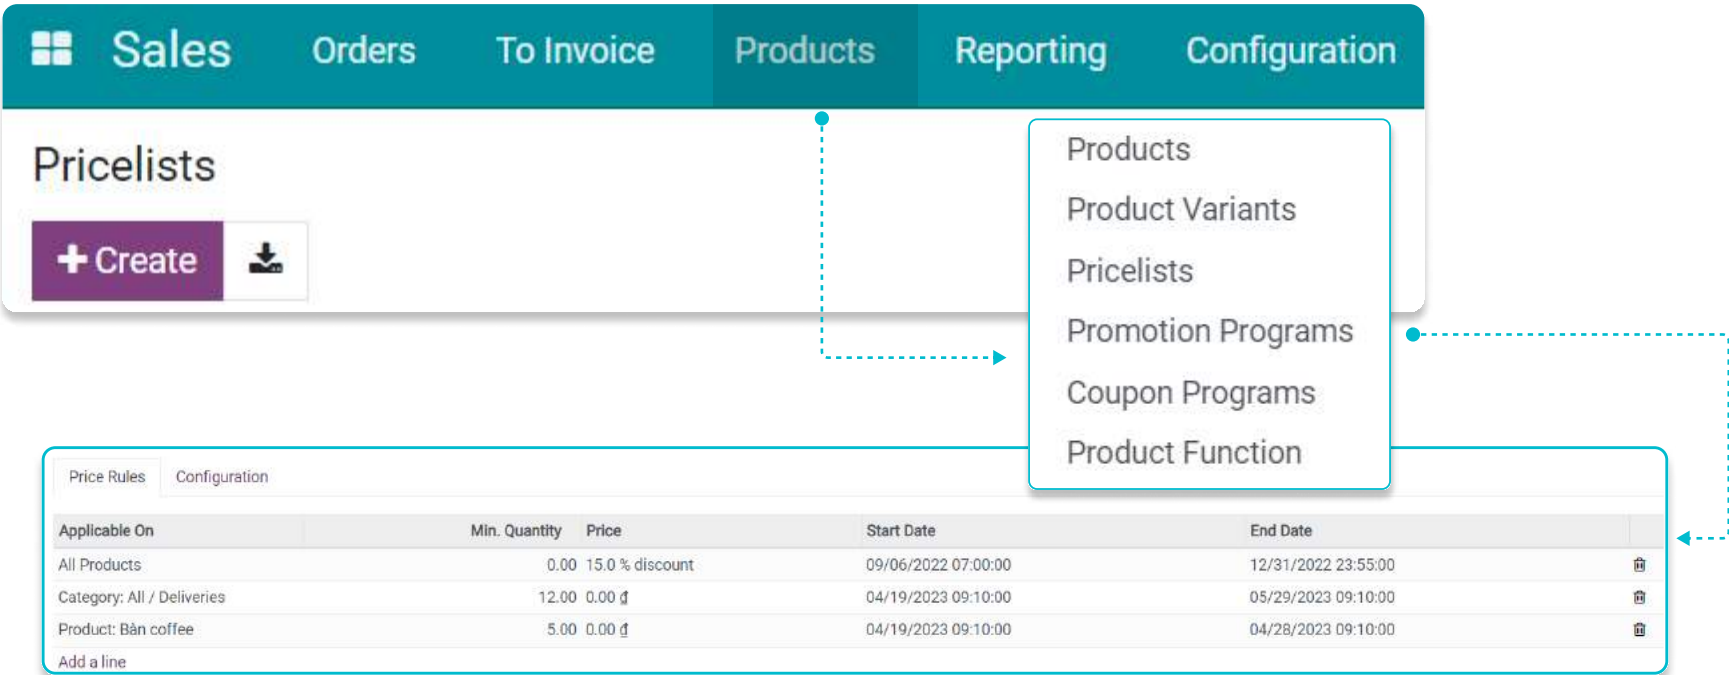 Sales Orders To Invoice Products Reporting Configuration
Pricelists
Create
Products
Product Variants
Pricelists
Promotion Programs
Coupon Programs
Product Function
Price Rules Configuration
Applicable On Min. Quantity Price Start Date End Date
All Products 0.00 15.0 % discount 09/06/2022 07:00:00 12/31/2022 23:55:00
Category: All / Deliveries 12.00 0.00 ₫ 04/19/2023 09:10:00 05/29/2023 09:10:00
Product: Bàn coffee 5.00 0.00 ₫ 04/19/2023 09:10:00 04/28/2023 09:10:00
Add a line